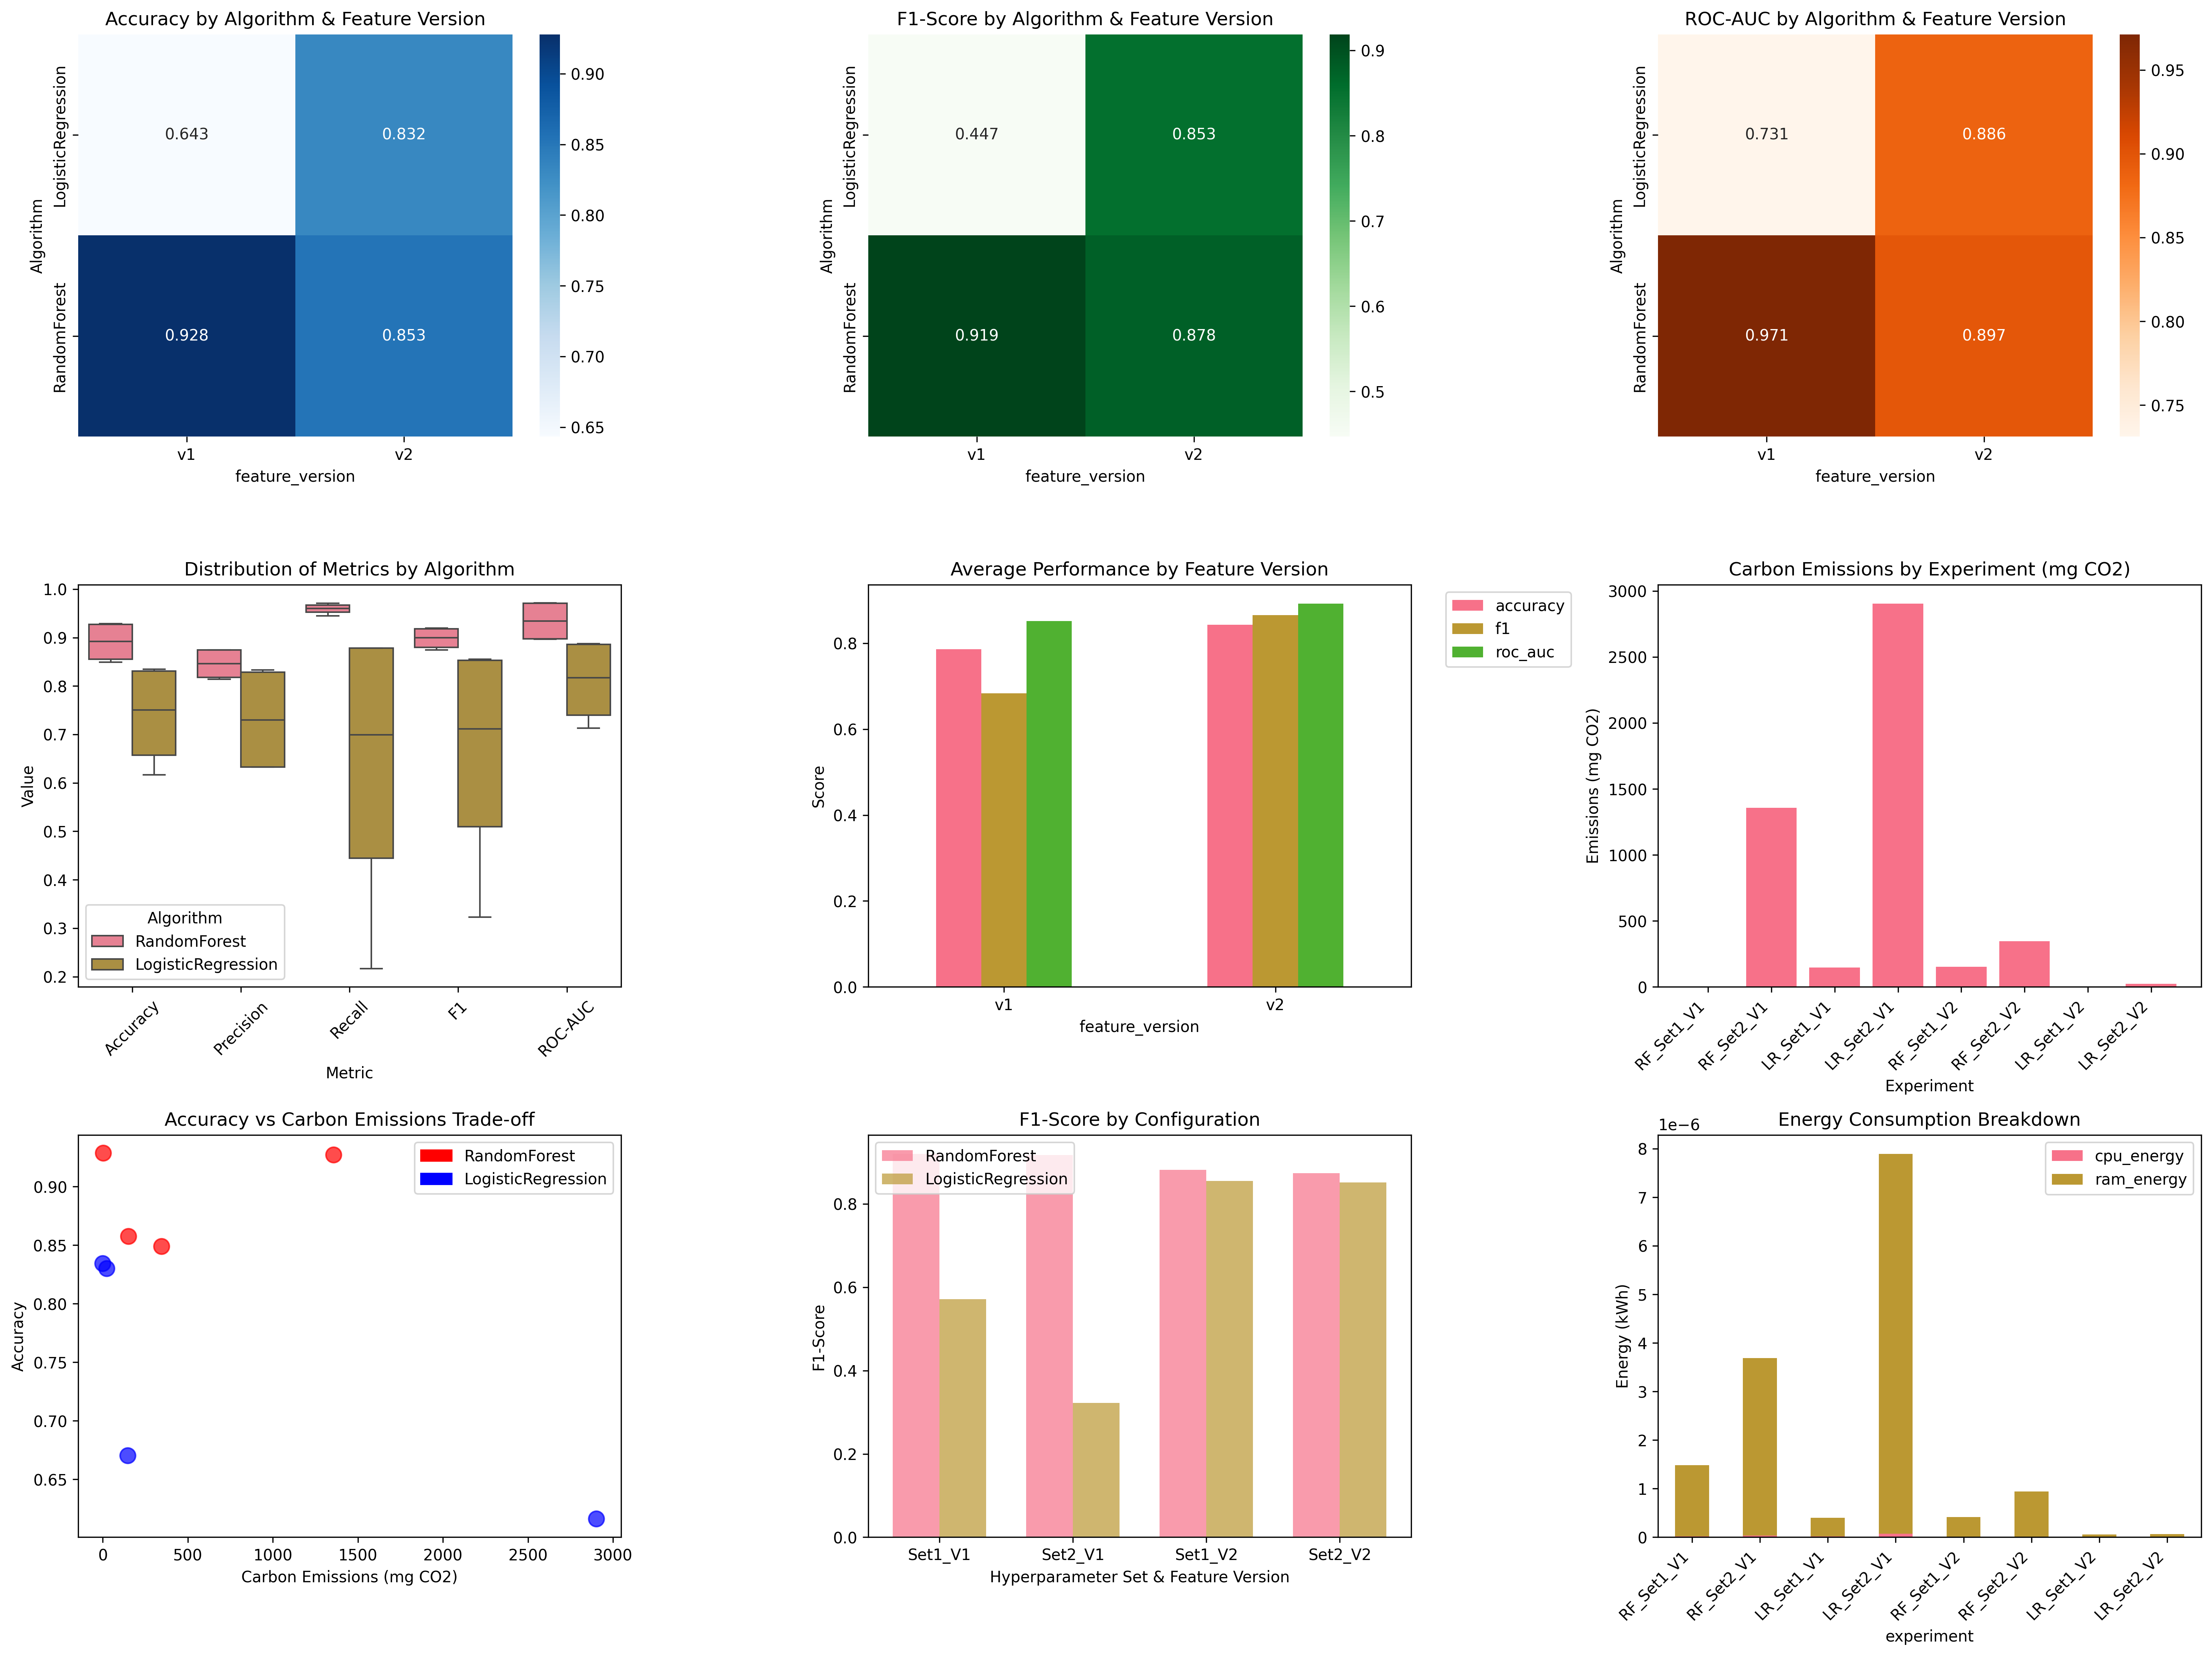 Accuracy by Algorithm & Feature Version
Algorithm
LogisticRegression
RandomForest
0.643
0.832
0.928
0.853
v1
v2
feature_version
0.90
0.85
0.80
0.75
0.70
0.65
F1-Score by Algorithm & Feature Version
Algorithm
LogisticRegression
RandomForest
0.447
0.853
0.919
0.878
v1
v2
feature_version
0.9
0.8
0.7
0.6
0.5
ROC-AUC by Algorithm & Feature Version
Algorithm
LogisticRegression
RandomForest
0.731
0.886
0.971
0.897
v1
v2
feature_version
0.95
0.90
0.85
0.80
0.75
Distribution of Metrics by Algorithm
Value
1.0
0.9
0.8
0.7
0.6
0.5
0.4
0.3
0.2
Algorithm
RandomForest
LogisticRegression
Accuracy
Precision
Recall
F1
ROC-AUC
Metric
Average Performance by Feature Version
Score
0.8
0.6
0.4
0.2
0.0
v1
v2
feature_version
accuracy
f1
roc_auc
Carbon Emissions by Experiment (mg CO2)
Emissions (mg CO2)
3000
2500
2000
1500
1000
500
0
RF_Set1_V1
RF_Set2_V1
LR_Set1_V1
LR_Set2_V1
RF_Set1_V2
RF_Set2_V2
LR_Set1_V2
LR_Set2_V2
Experiment
Accuracy vs Carbon Emissions Trade-off
Accuracy
0.90
0.85
0.80
0.75
0.70
0.65
RandomForest
LogisticRegression
0
500
1000
1500
2000
2500
3000
Carbon Emissions (mg CO2)
F1-Score by Configuration
F1-Score
0.8
0.6
0.4
0.2
0.0
RandomForest
LogisticRegression
Set1_V1
Set2_V1
Set1_V2
Set2_V2
Hyperparameter Set & Feature Version
Energy Consumption Breakdown
1e-6
Energy (kWh)
8
7
6
5
4
3
2
1
0
cpu_energy
ram_energy
RF_Set1_V1
RF_Set2_V1
LR_Set1_V1
LR_Set2_V1
RF_Set1_V2
RF_Set2_V2
LR_Set1_V2
LR_Set2_V2
experiment